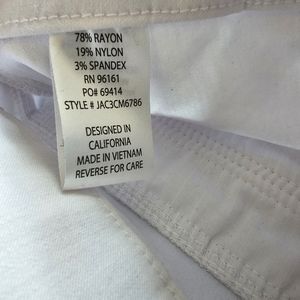 78% RAYON
19% NYLON
3% SPANDEX
RN 96161
PO# 69414
STYLE # JAC3CM6786
DESIGNED IN
CALIFORNIA
MADE IN VIETNAM
REVERSE FOR CARE